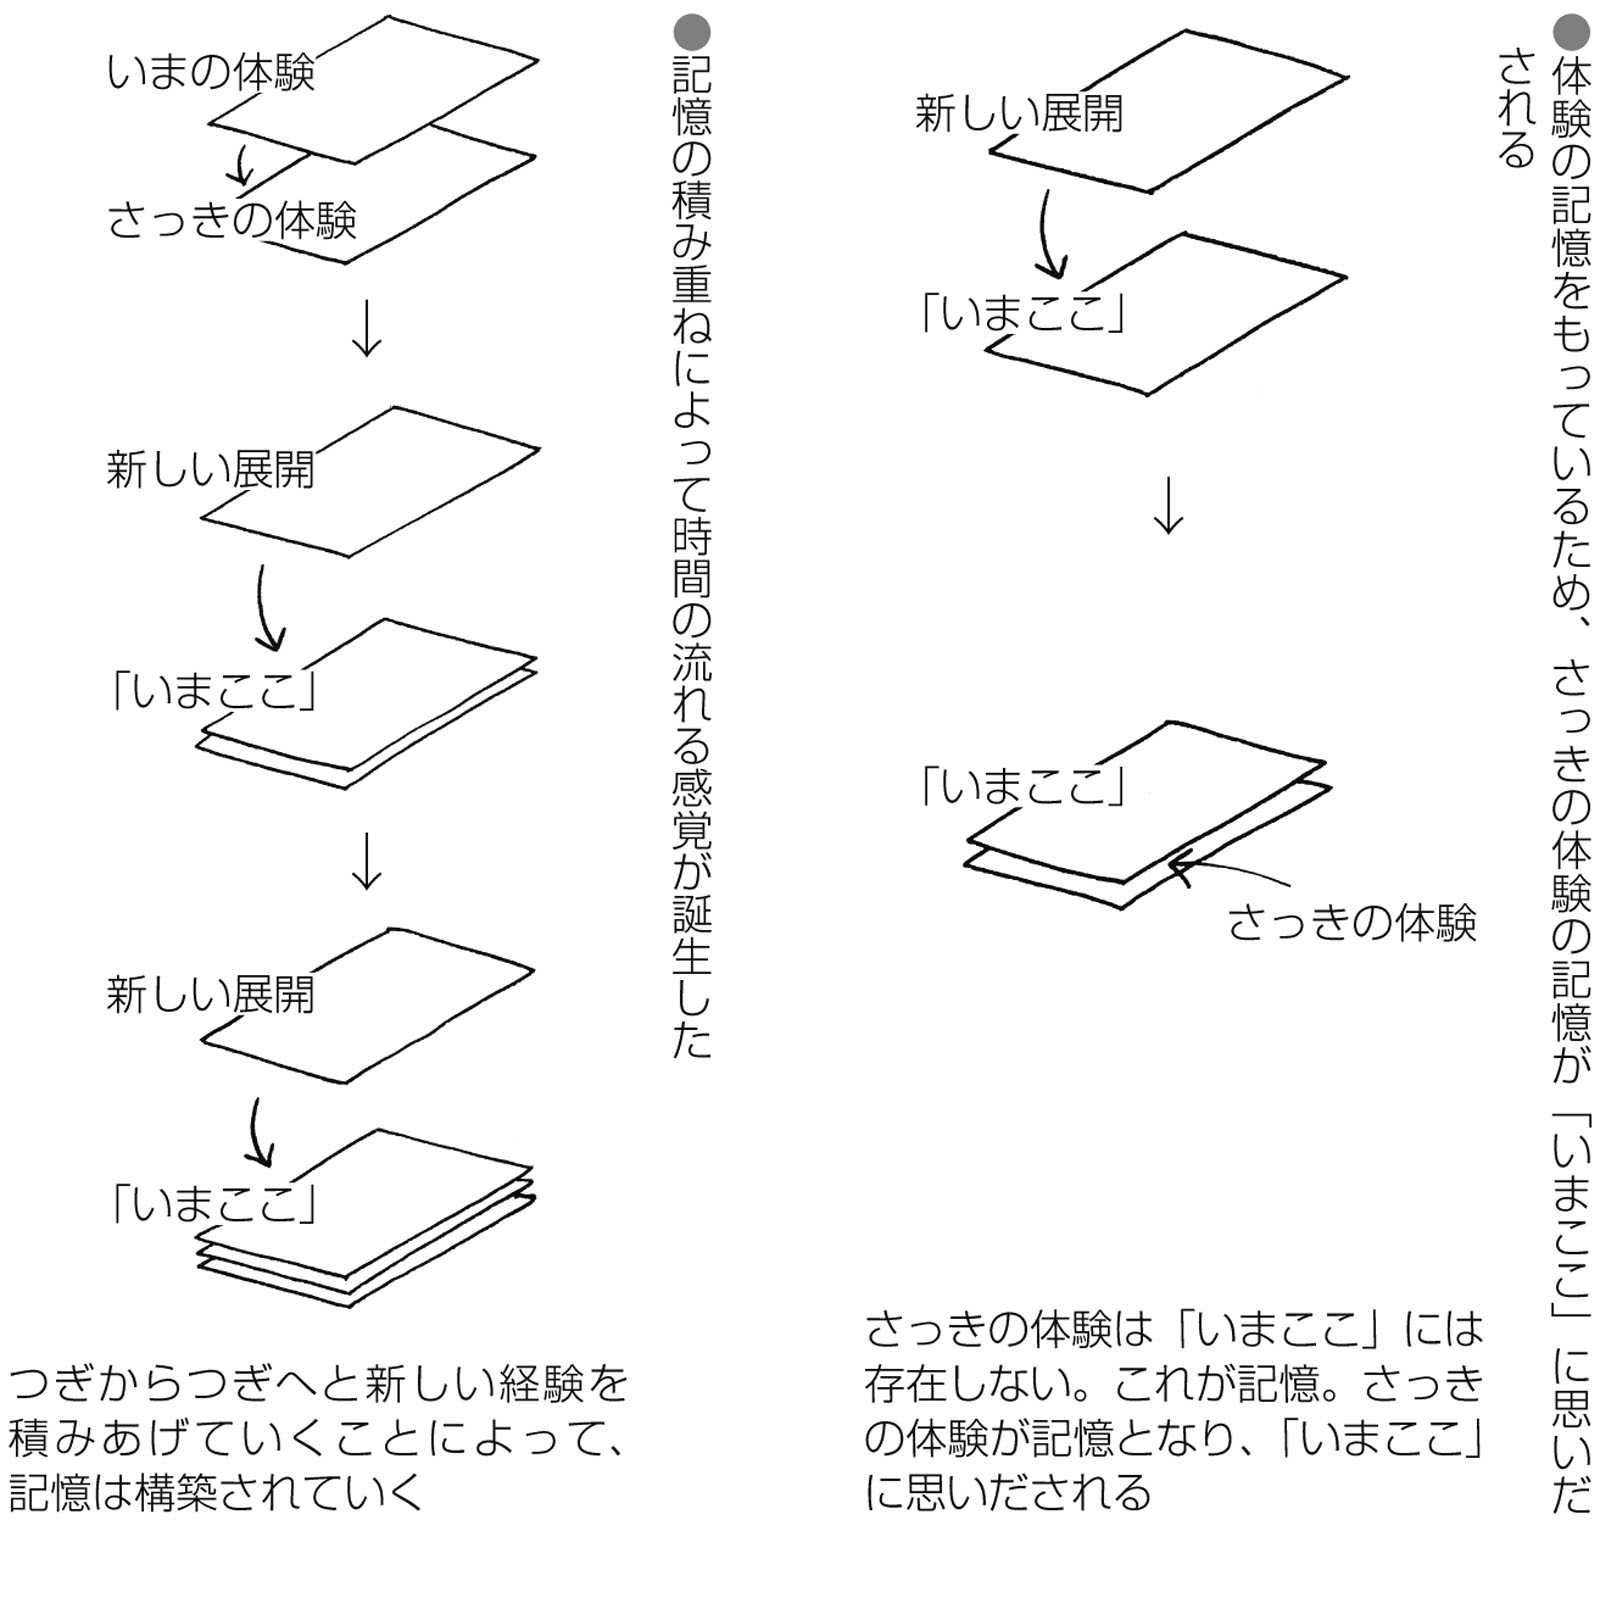 ●体験の記憶をもっているため、さっきの体験の記憶が「いまここ」に思いだ
される
新しい展開
「いまここ」
↓
「いまここ」
さっきの体験
さっきの体験は「いまここ」には
存在しない。これが記憶。さっき
の体験が記憶となり、「いまここ」
に思いだされる
●記憶の積み重ねによって時間の流れる感覚が誕生した
いまの体験
さっきの体験
↓
新しい展開
「いまここ」
↓
新しい展開
「いまここ」
つぎからつぎへと新しい経験を
積みあげていくことによって、
記憶は構築されていく